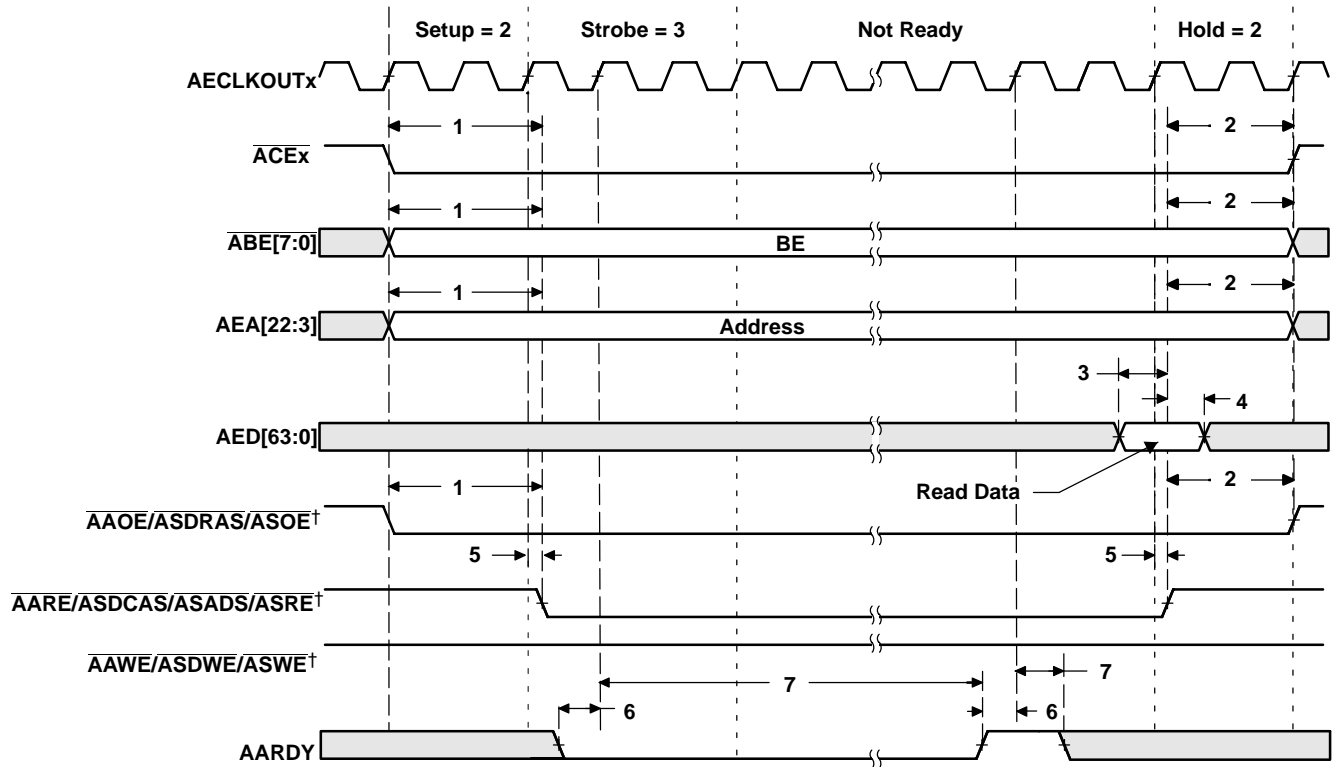 Setup = 2 Strobe = 3 Not Ready Hold = 2
AECLKOUTx
1 2
ACEx
1 2
ABE[7:0] BE
1 2
AEA[22:3] Address
3
4
AED[63:0]
Read Data
1 2
AAOE/ASDRAS/ASOE†
5 5
AARE/ASDCAS/ASADS/ASRE†
AAWE/ASDWE/ASWE†
7 7
6 6
AARDY